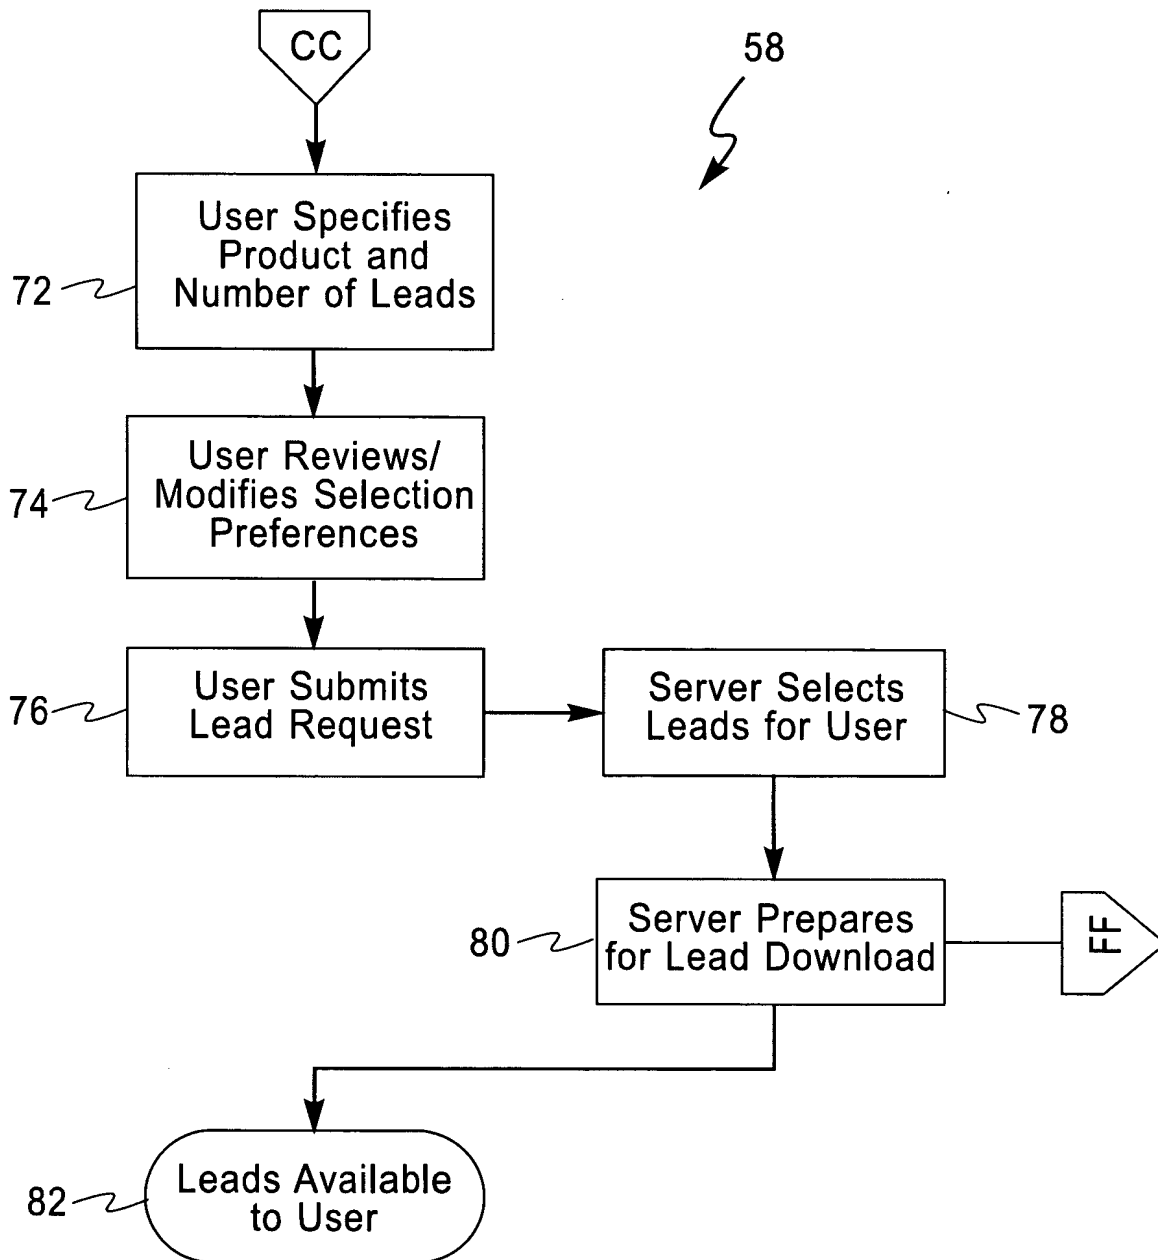 CC
58
User Specifies
Product and
Number of Leads
72
User Reviews/
Modifies Selection
Preferences
74
User Submits
Lead Request
76
Server Selects
Leads for User
78
Server Prepares
for Lead Download
80
FF
Leads Available
to User
82